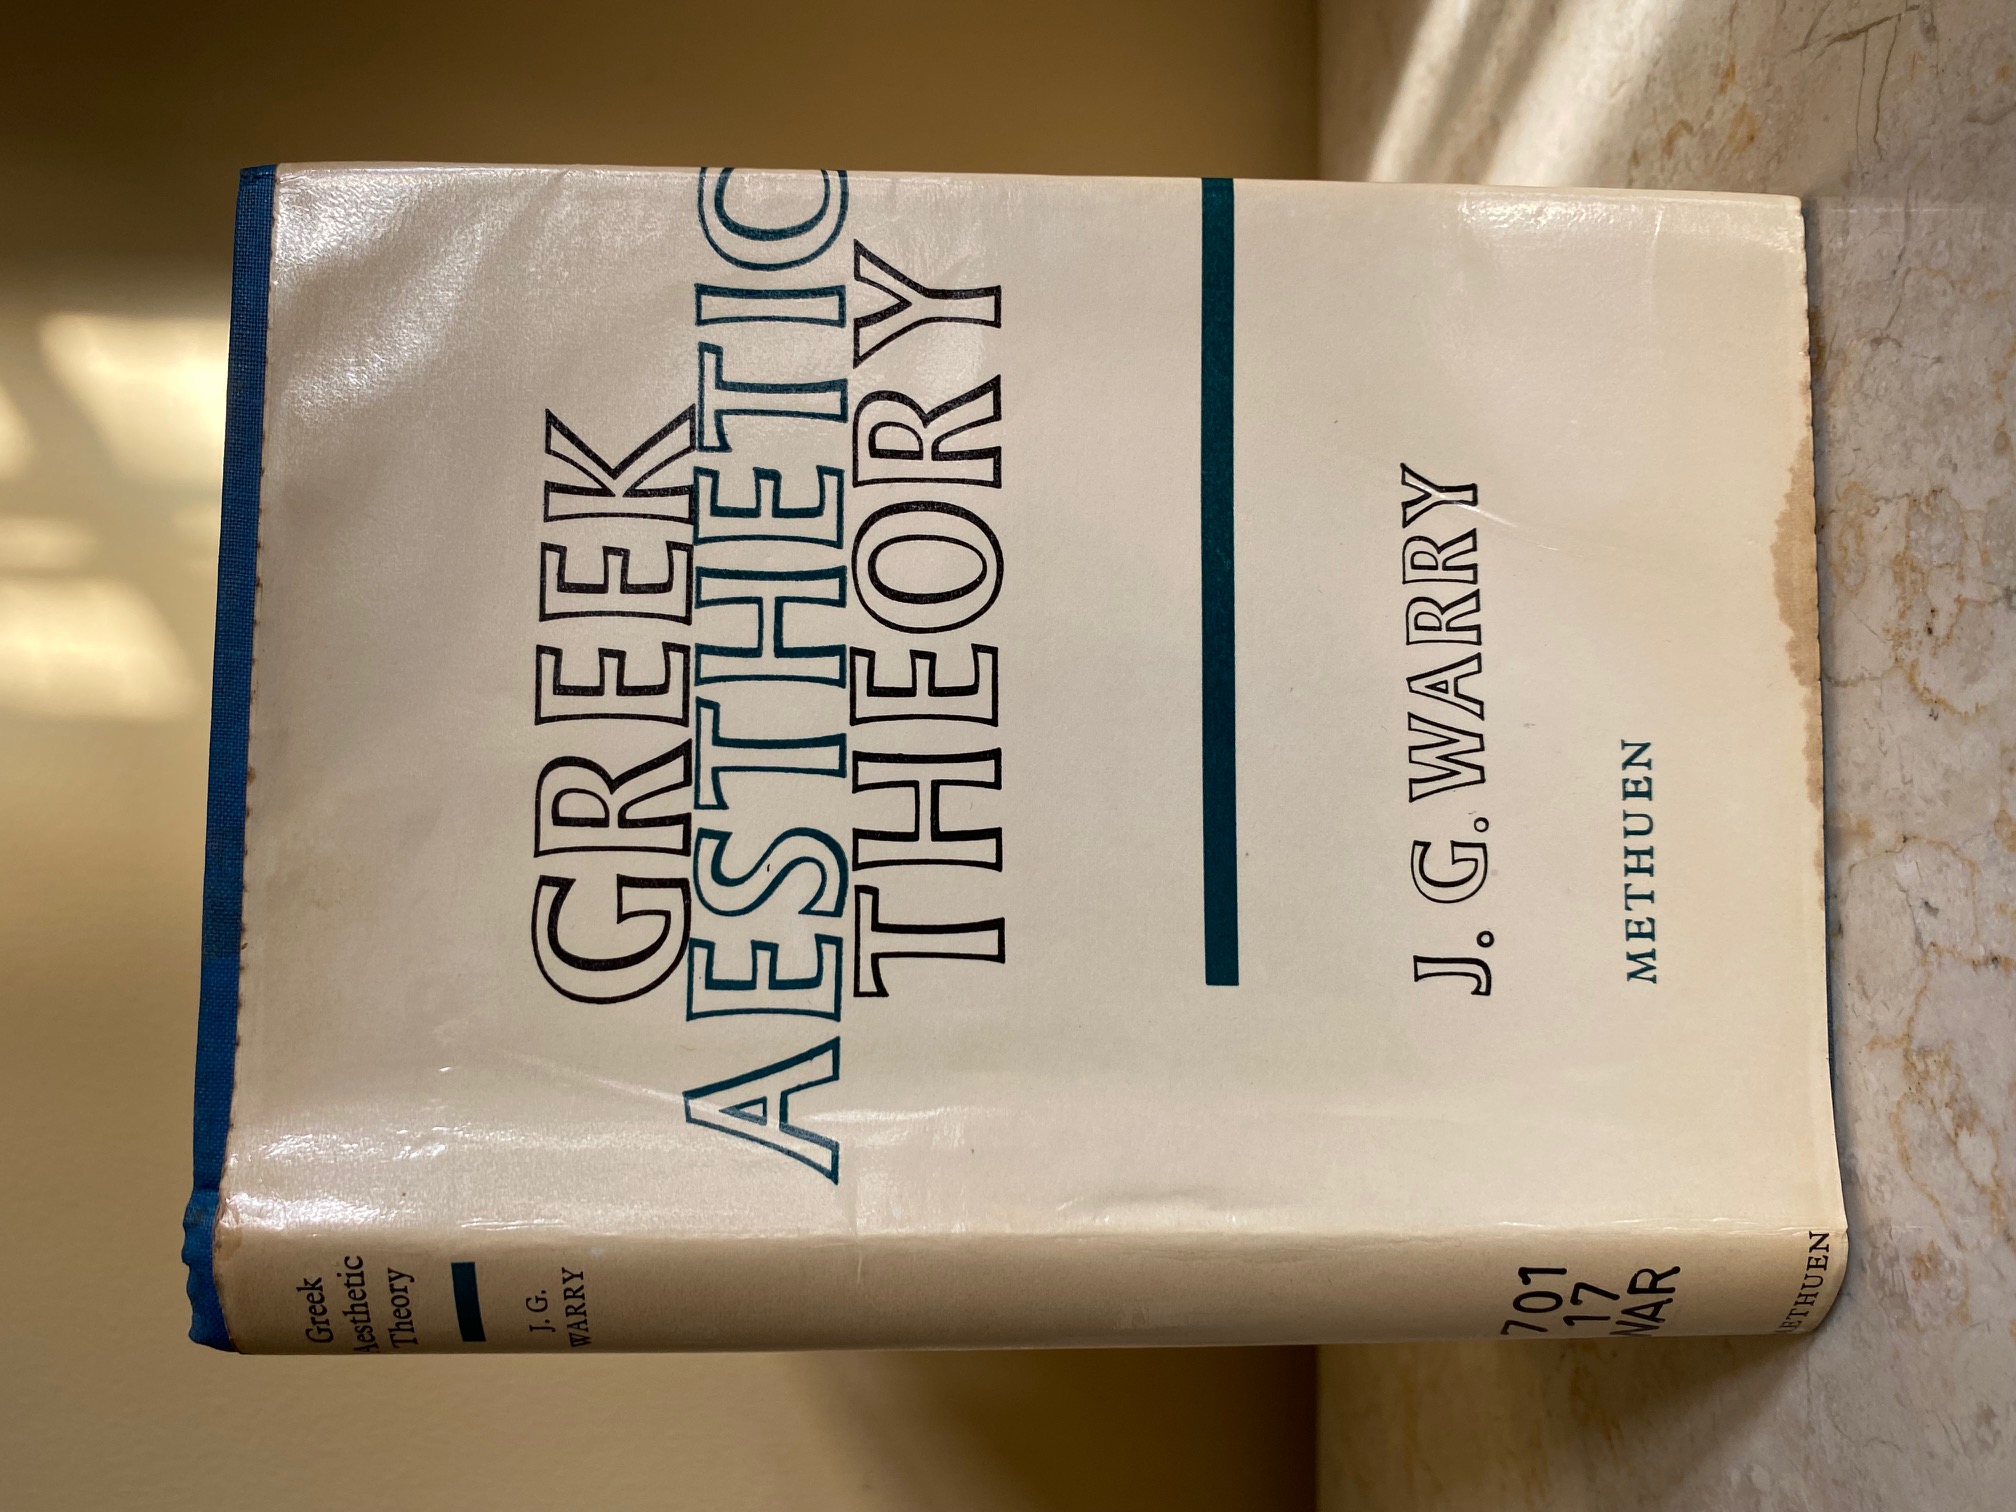 GREEK
AESTHETIC
THEORY
J. G. WARRY
METHUEN
Greek
Aesthetic
Theory
J. G.
WARRY
701
17
WAR
METHUEN